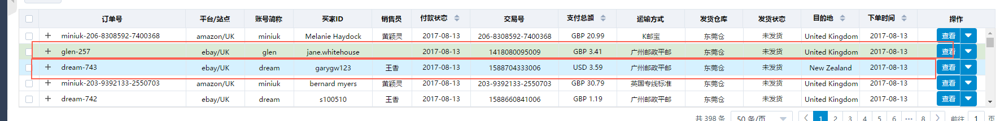 订单号 平台/站点 账号简称 买家ID 销售员 付款状态 交易号 支付总额 运输方式 发货仓库 发货状态 目的地 下单时间 操作
miniuk-206-8308592-7400368 amazon/UK miniuk Melanie Haydock 黄颖灵 2017-08-13 206-8308592-7400368 GBP 20.99 K邮宝 东莞仓 未发货 United Kingdom 2017-08-13 查看
glen-257 ebay/UK glen jane.whitehouse 2017-08-13 1418080095009 GBP 3.41 广州邮政平邮 东莞仓 未发货 United Kingdom 2017-08-13 查看
dream-743 ebay/UK dream garygw123 王香 2017-08-13 1588704333006 USD 3.59 广州邮政平邮 东莞仓 未发货 New Zealand 2017-08-13 查看
miniuk-203-9392133-2550703 amazon/UK miniuk bernard myers 黄颖灵 2017-08-13 203-9392133-2550703 GBP 30.79 英国专线标准 东莞仓 未发货 United Kingdom 2017-08-13 查看
dream-742 ebay/UK dream s100510 王香 2017-08-13 1588660841006 GBP 1.19 广州邮政平邮 东莞仓 未发货 United Kingdom 2017-08-13 查看
共 398 条 50 条/页 1 2 3 4 5 6 ··· 8 前往 1 页